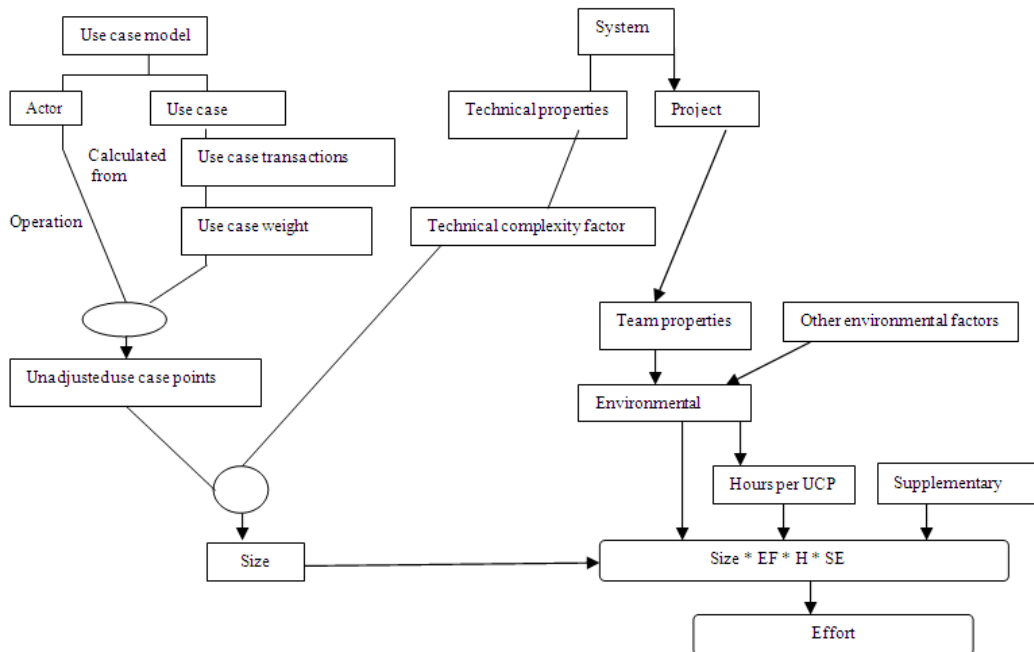 System
Use case model
Actor
Use case
Technical properties
Project
Calculated
from
Use case transactions
Operation
Use case weight
Technical complexity factor
Team properties
Other environmental factors
Unadjusteduse case points
Environmental
Hours per UCP
Supplementary
Size
Size * EF * H * SE
Effort